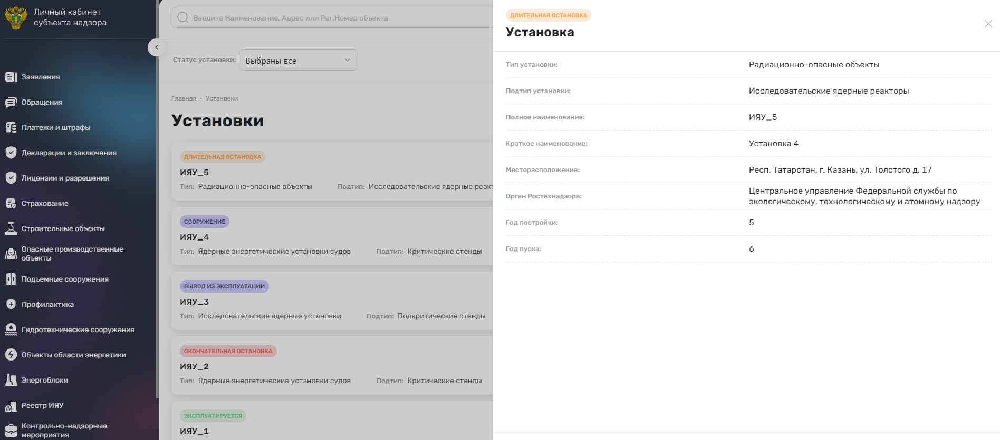 Личный кабинет
субъекта надзора
Заявления
Обращения
Платежи и штрафы
Декларации и заключения
Лицензии и разрешения
Страхование
Строительные объекты
Опасные производственные
объекты
Подъемные сооружения
Профилактика
Гидротехнические сооружения
Объекты области энергетики
Энергоблоки
Реестр ИЯУ
Контрольно-надзорные
мероприятия
Введите Наименование, Адрес или Рег.Номер объекта
Статус установки: Выбраны все
Главная · Установки
Установки
ДЛИТЕЛЬНАЯ ОСТАНОВКА
ИЯУ_5
Тип: Радиационно-опасные объекты Подтип: Исследовательские ядерные реакт
СООРУЖЕНИЕ
ИЯУ_4
Тип: Ядерные энергетические установки судов Подтип: Критические стенды
ВЫВОД ИЗ ЭКСПЛУАТАЦИИ
ИЯУ_3
Тип: Исследовательские ядерные установки Подтип: Подкритические стенды
ОКОНЧАТЕЛЬНАЯ ОСТАНОВКА
ИЯУ_2
Тип: Ядерные энергетические установки судов Подтип: Критические стенды
ЭКСПЛУАТИРУЕТСЯ
ИЯУ_1
ДЛИТЕЛЬНАЯ ОСТАНОВКА
Установка
Тип установки: Радиационно-опасные объекты
Подтип установки: Исследовательские ядерные реакторы
Полное наименование: ИЯУ_5
Краткое наименование: Установка 4
Месторасположение: Респ. Татарстан, г. Казань, ул. Толстого д. 17
Орган Ростехнадзора: Центральное управление Федеральной службы по
экологическому, технологическому и атомному надзору
Год постройки: 5
Год пуска: 6